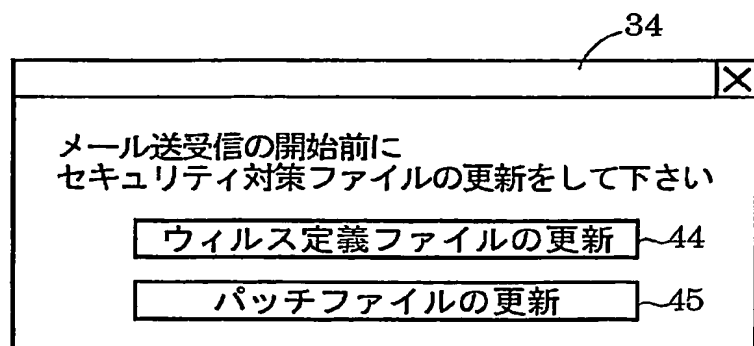 34
メール送受信の開始前に
セキュリティ対策ファイルの更新をして下さい
ウィルス定義ファイルの更新 44
パッチファイルの更新 45